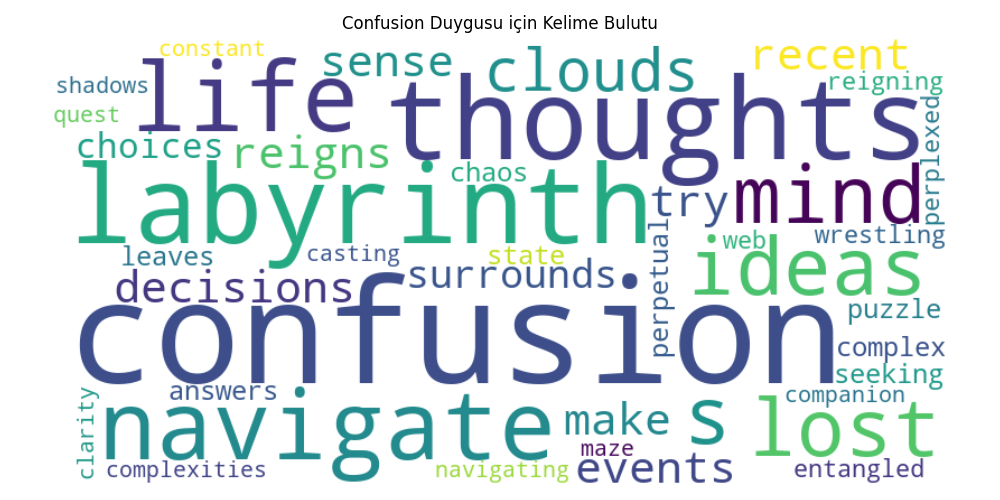 Confusion Duygusu için Kelime Bulutu
constant
life
sense
clouds
recent
shadows
thoughts
reigning
quest
perplexed
choices
reigns
labyrinth
chaos
mind
try
perpetual
leaves
casting
state
web
wrestling
ideas
decisions
surrounds
confusion
puzzle
complex
seeking
answers
companion
clarity
navigate
make
s
lost
maze
complexities
navigating
events
entangled